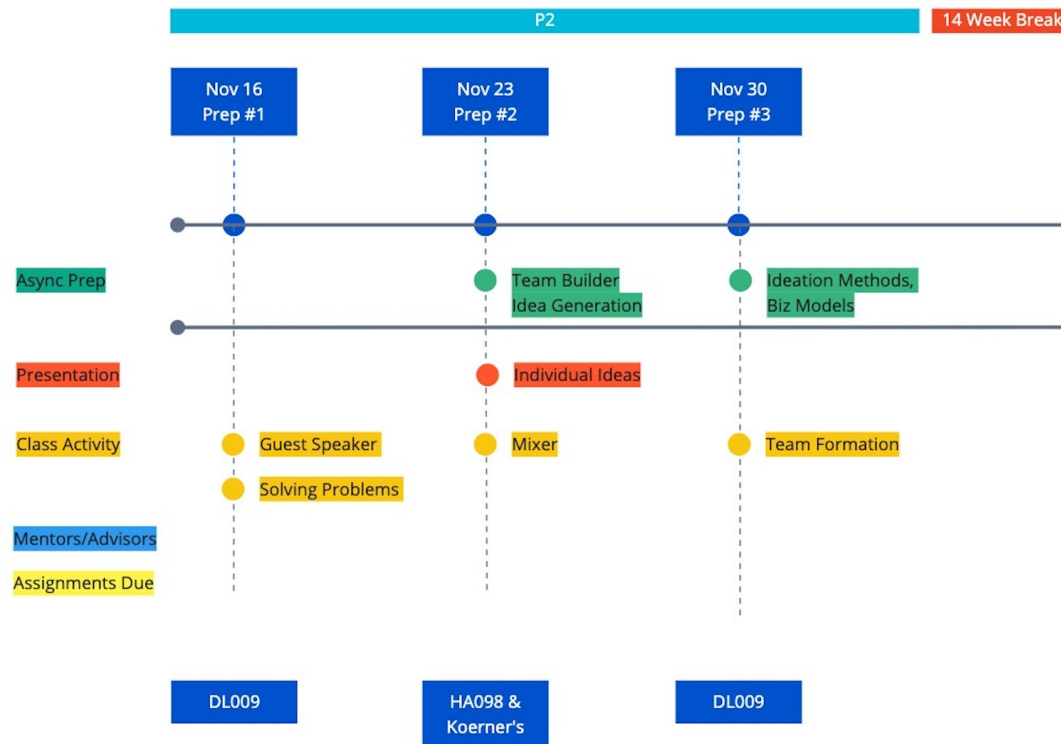 P2
14 Week Break
Nov 16
Prep #1
Nov 23
Prep #2
Nov 30
Prep #3
Async Prep
Team Builder
Idea Generation
Ideation Methods,
Biz Models
Presentation
Individual Ideas
Class Activity
Guest Speaker
Mixer
Team Formation
Solving Problems
Mentors/Advisors
Assignments Due
DL009
HA098 &
Koerner's
DL009